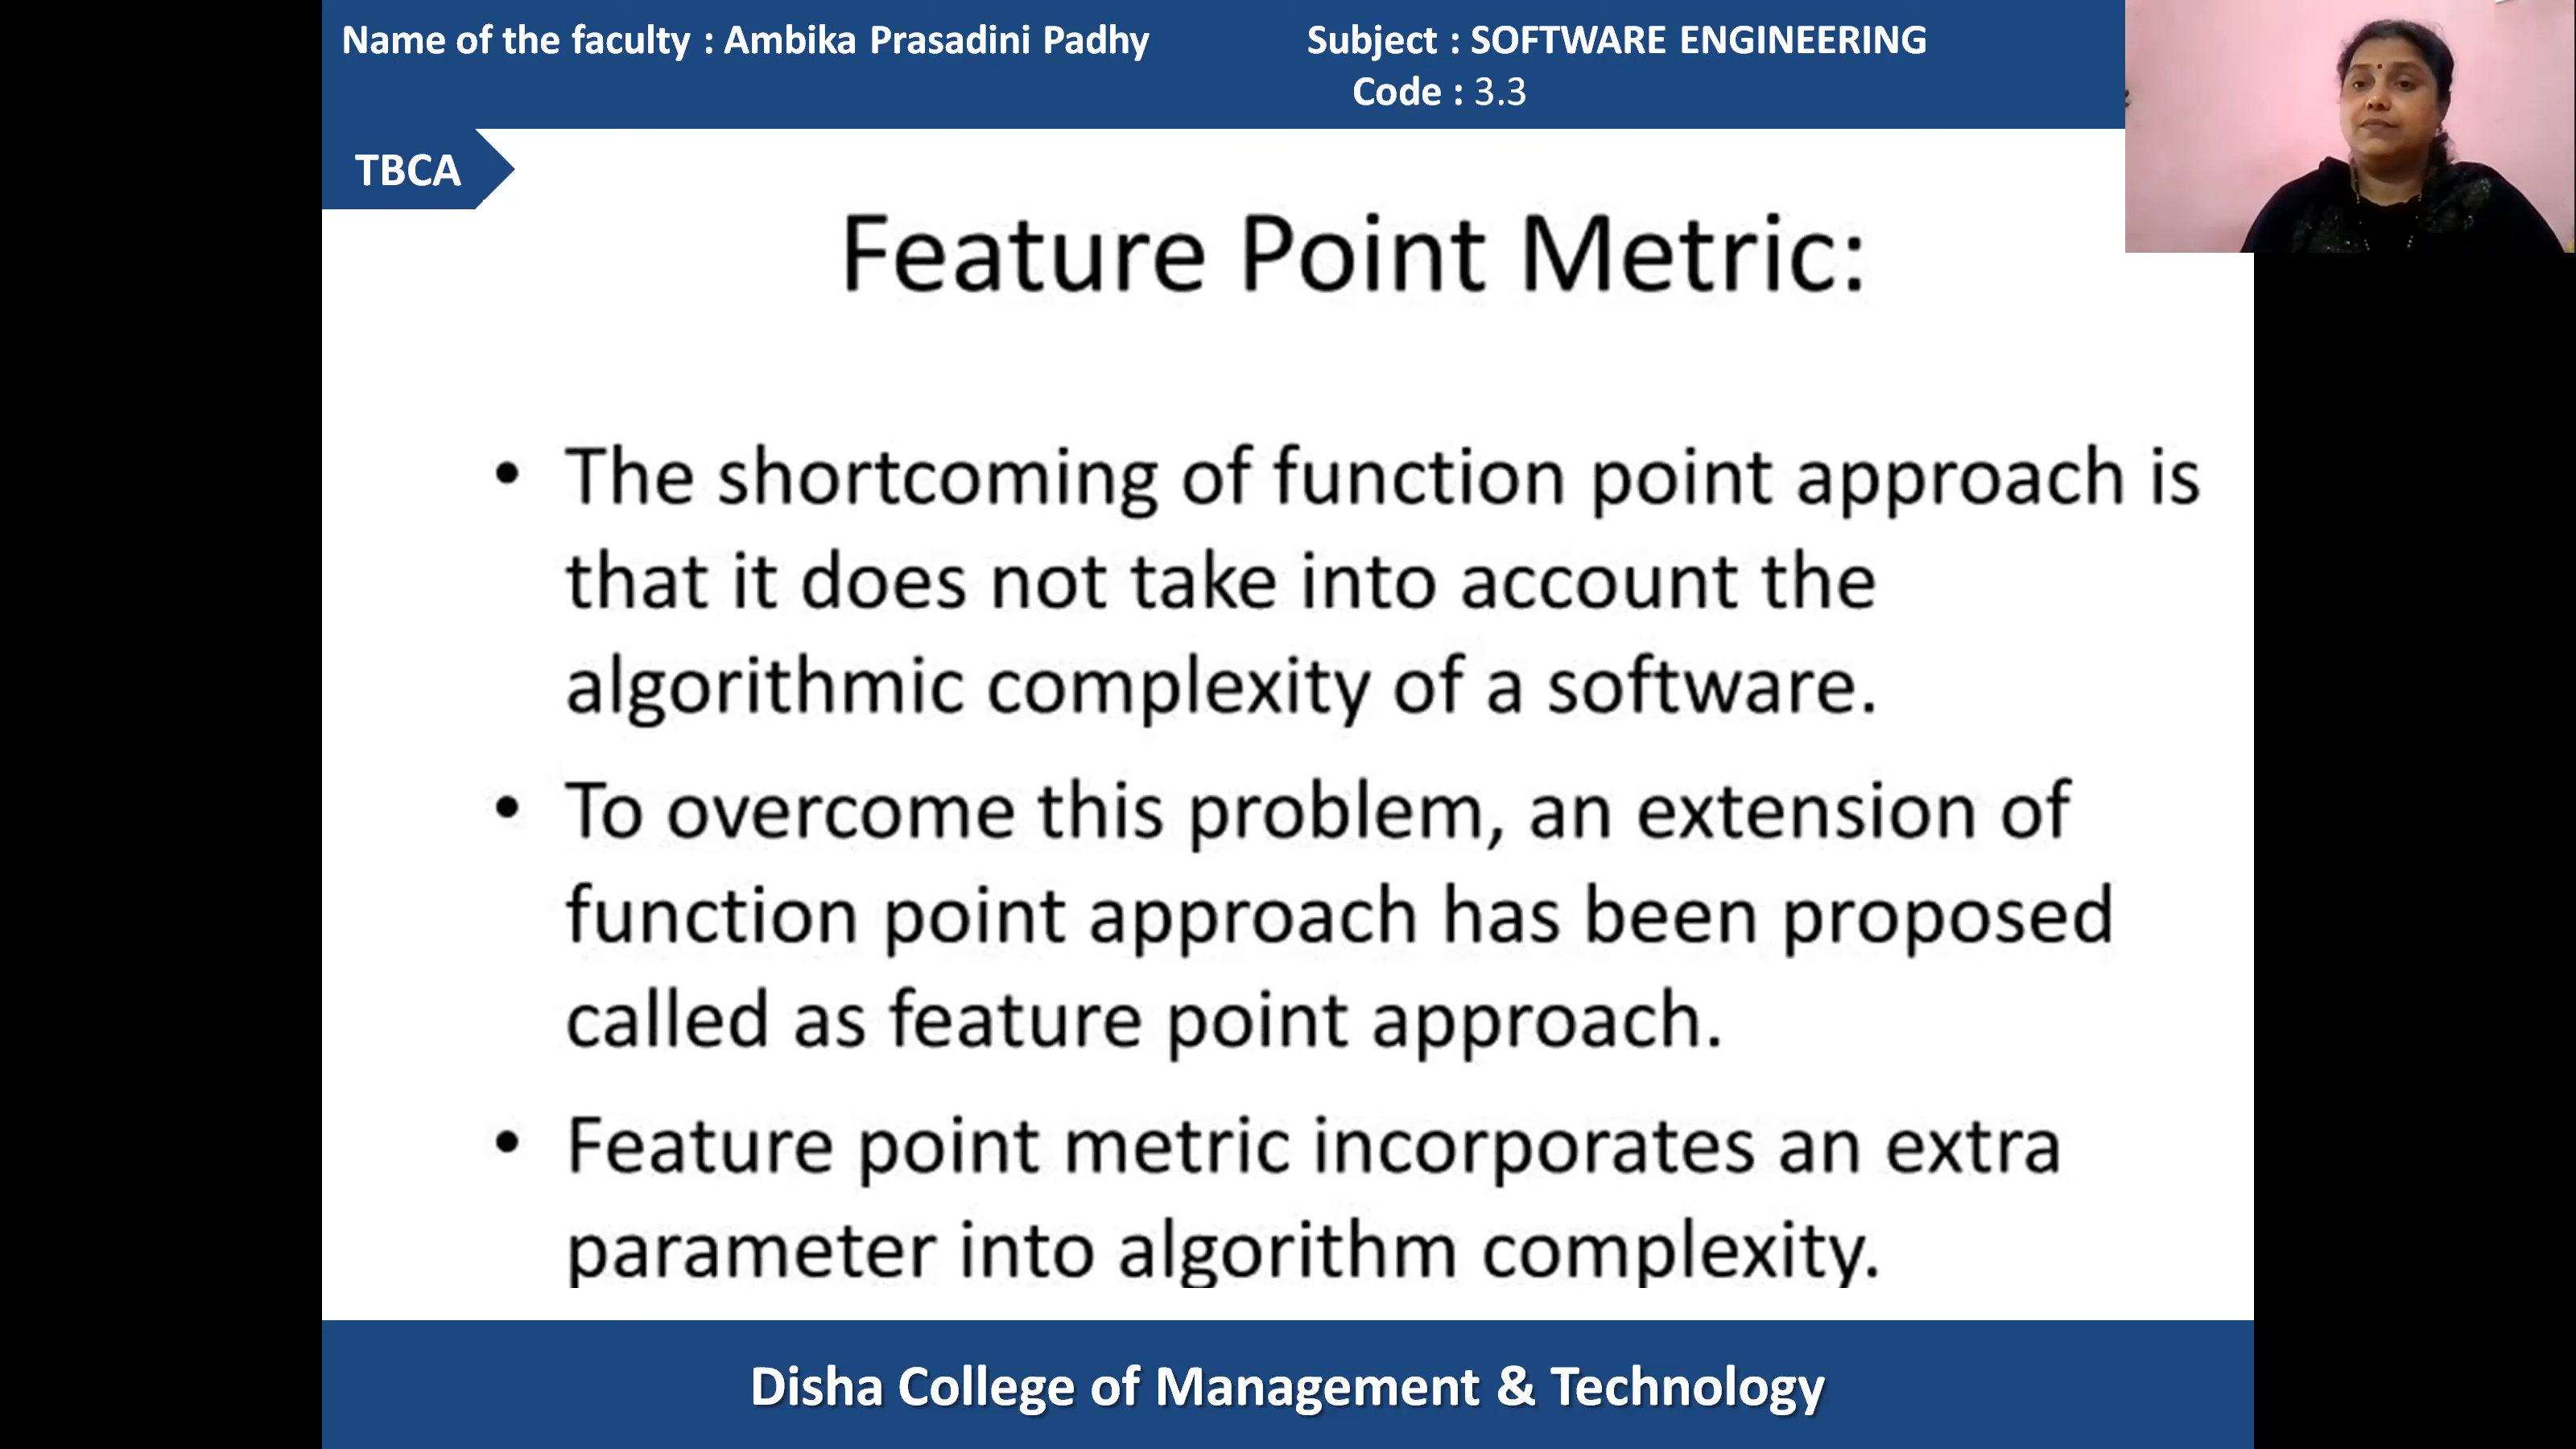 Name of the faculty : Ambika Prasadini Padhy
Subject : SOFTWARE ENGINEERING
Code : 3.3
TBCA
Feature Point Metric:
• The shortcoming of function point approach is
that it does not take into account the
algorithmic complexity of a software.
• To overcome this problem, an extension of
function point approach has been proposed
called as feature point approach.
• Feature point metric incorporates an extra
parameter into algorithm complexity.
Disha College of Management & Technology